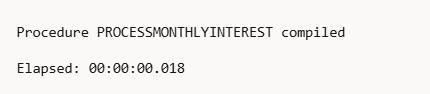 Procedure PROCESSMONTHLYINTEREST compiled
Elapsed: 00:00:00.018